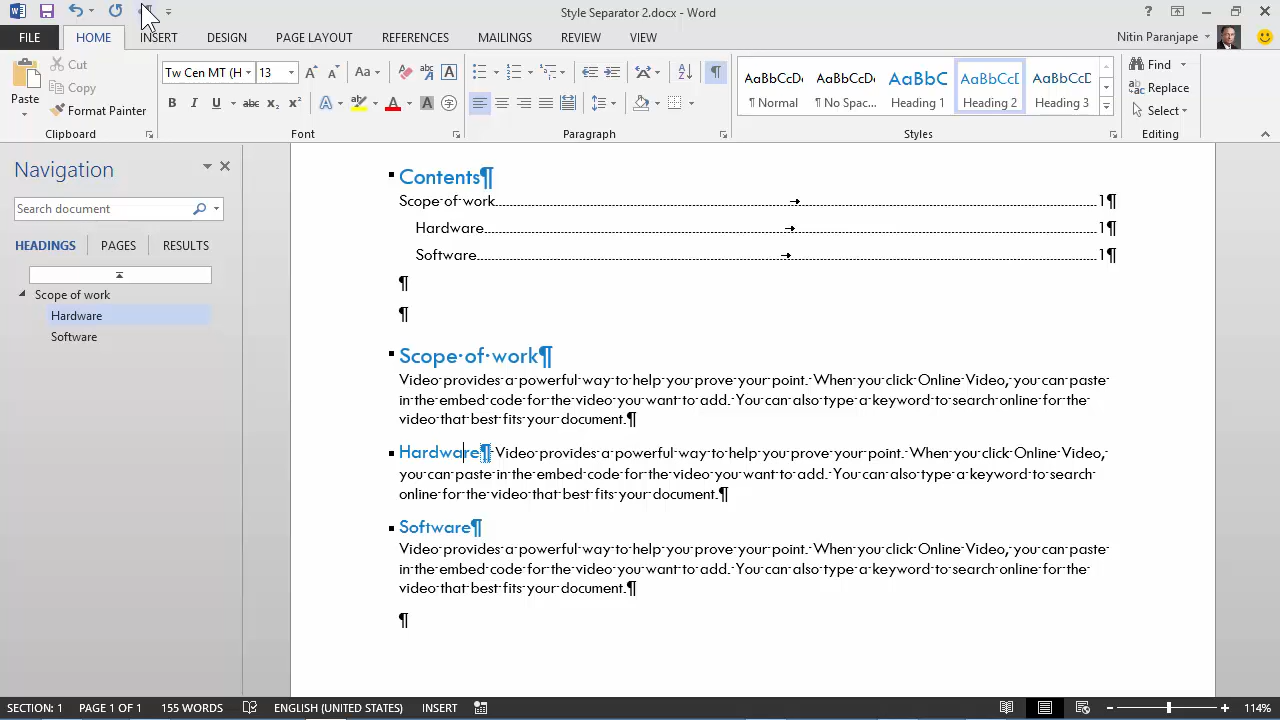 Style Separator 2.docx - Word
FILE HOME INSERT DESIGN PAGE LAYOUT REFERENCES MAILINGS REVIEW VIEW Nitin Paranjape
Paste
Cut
Copy
Format Painter
Clipboard
Tw Cen MT (H 13
Font
Paragraph
AaBbCcDc AaBbCcDc AaBbC AaBbCcD AaBbCcD
¶ Normal ¶ No Spac... Heading 1 Heading 2 Heading 3
Styles
Find
Replace
Select
Editing
Navigation
Search document
HEADINGS PAGES RESULTS
Scope of work
Hardware
Software
Contents¶
Scope·of·work → 1¶
Hardware → 1¶
Software → 1¶
¶
¶
Scope·of·work¶
Video·provides·a·powerful·way·to·help·you·prove·your·point.·When·you·click·Online·Video,·you·can·paste·
in·the·embed·code·for·the·video·you·want·to·add.·You·can·also·type·a·keyword·to·search·online·for·the·
video·that·best·fits·your·document.¶
Hardware¶·Video·provides·a·powerful·way·to·help·you·prove·your·point.·When·you·click·Online·Video,·
you·can·paste·in·the·embed·code·for·the·video·you·want·to·add.·You·can·also·type·a·keyword·to·search·
online·for·the·video·that·best·fits·your·document.¶
Software¶
Video·provides·a·powerful·way·to·help·you·prove·your·point.·When·you·click·Online·Video,·you·can·paste·
in·the·embed·code·for·the·video·you·want·to·add.·You·can·also·type·a·keyword·to·search·online·for·the·
video·that·best·fits·your·document.¶
¶
SECTION: 1 PAGE 1 OF 1 155 WORDS ENGLISH (UNITED STATES) INSERT 114%